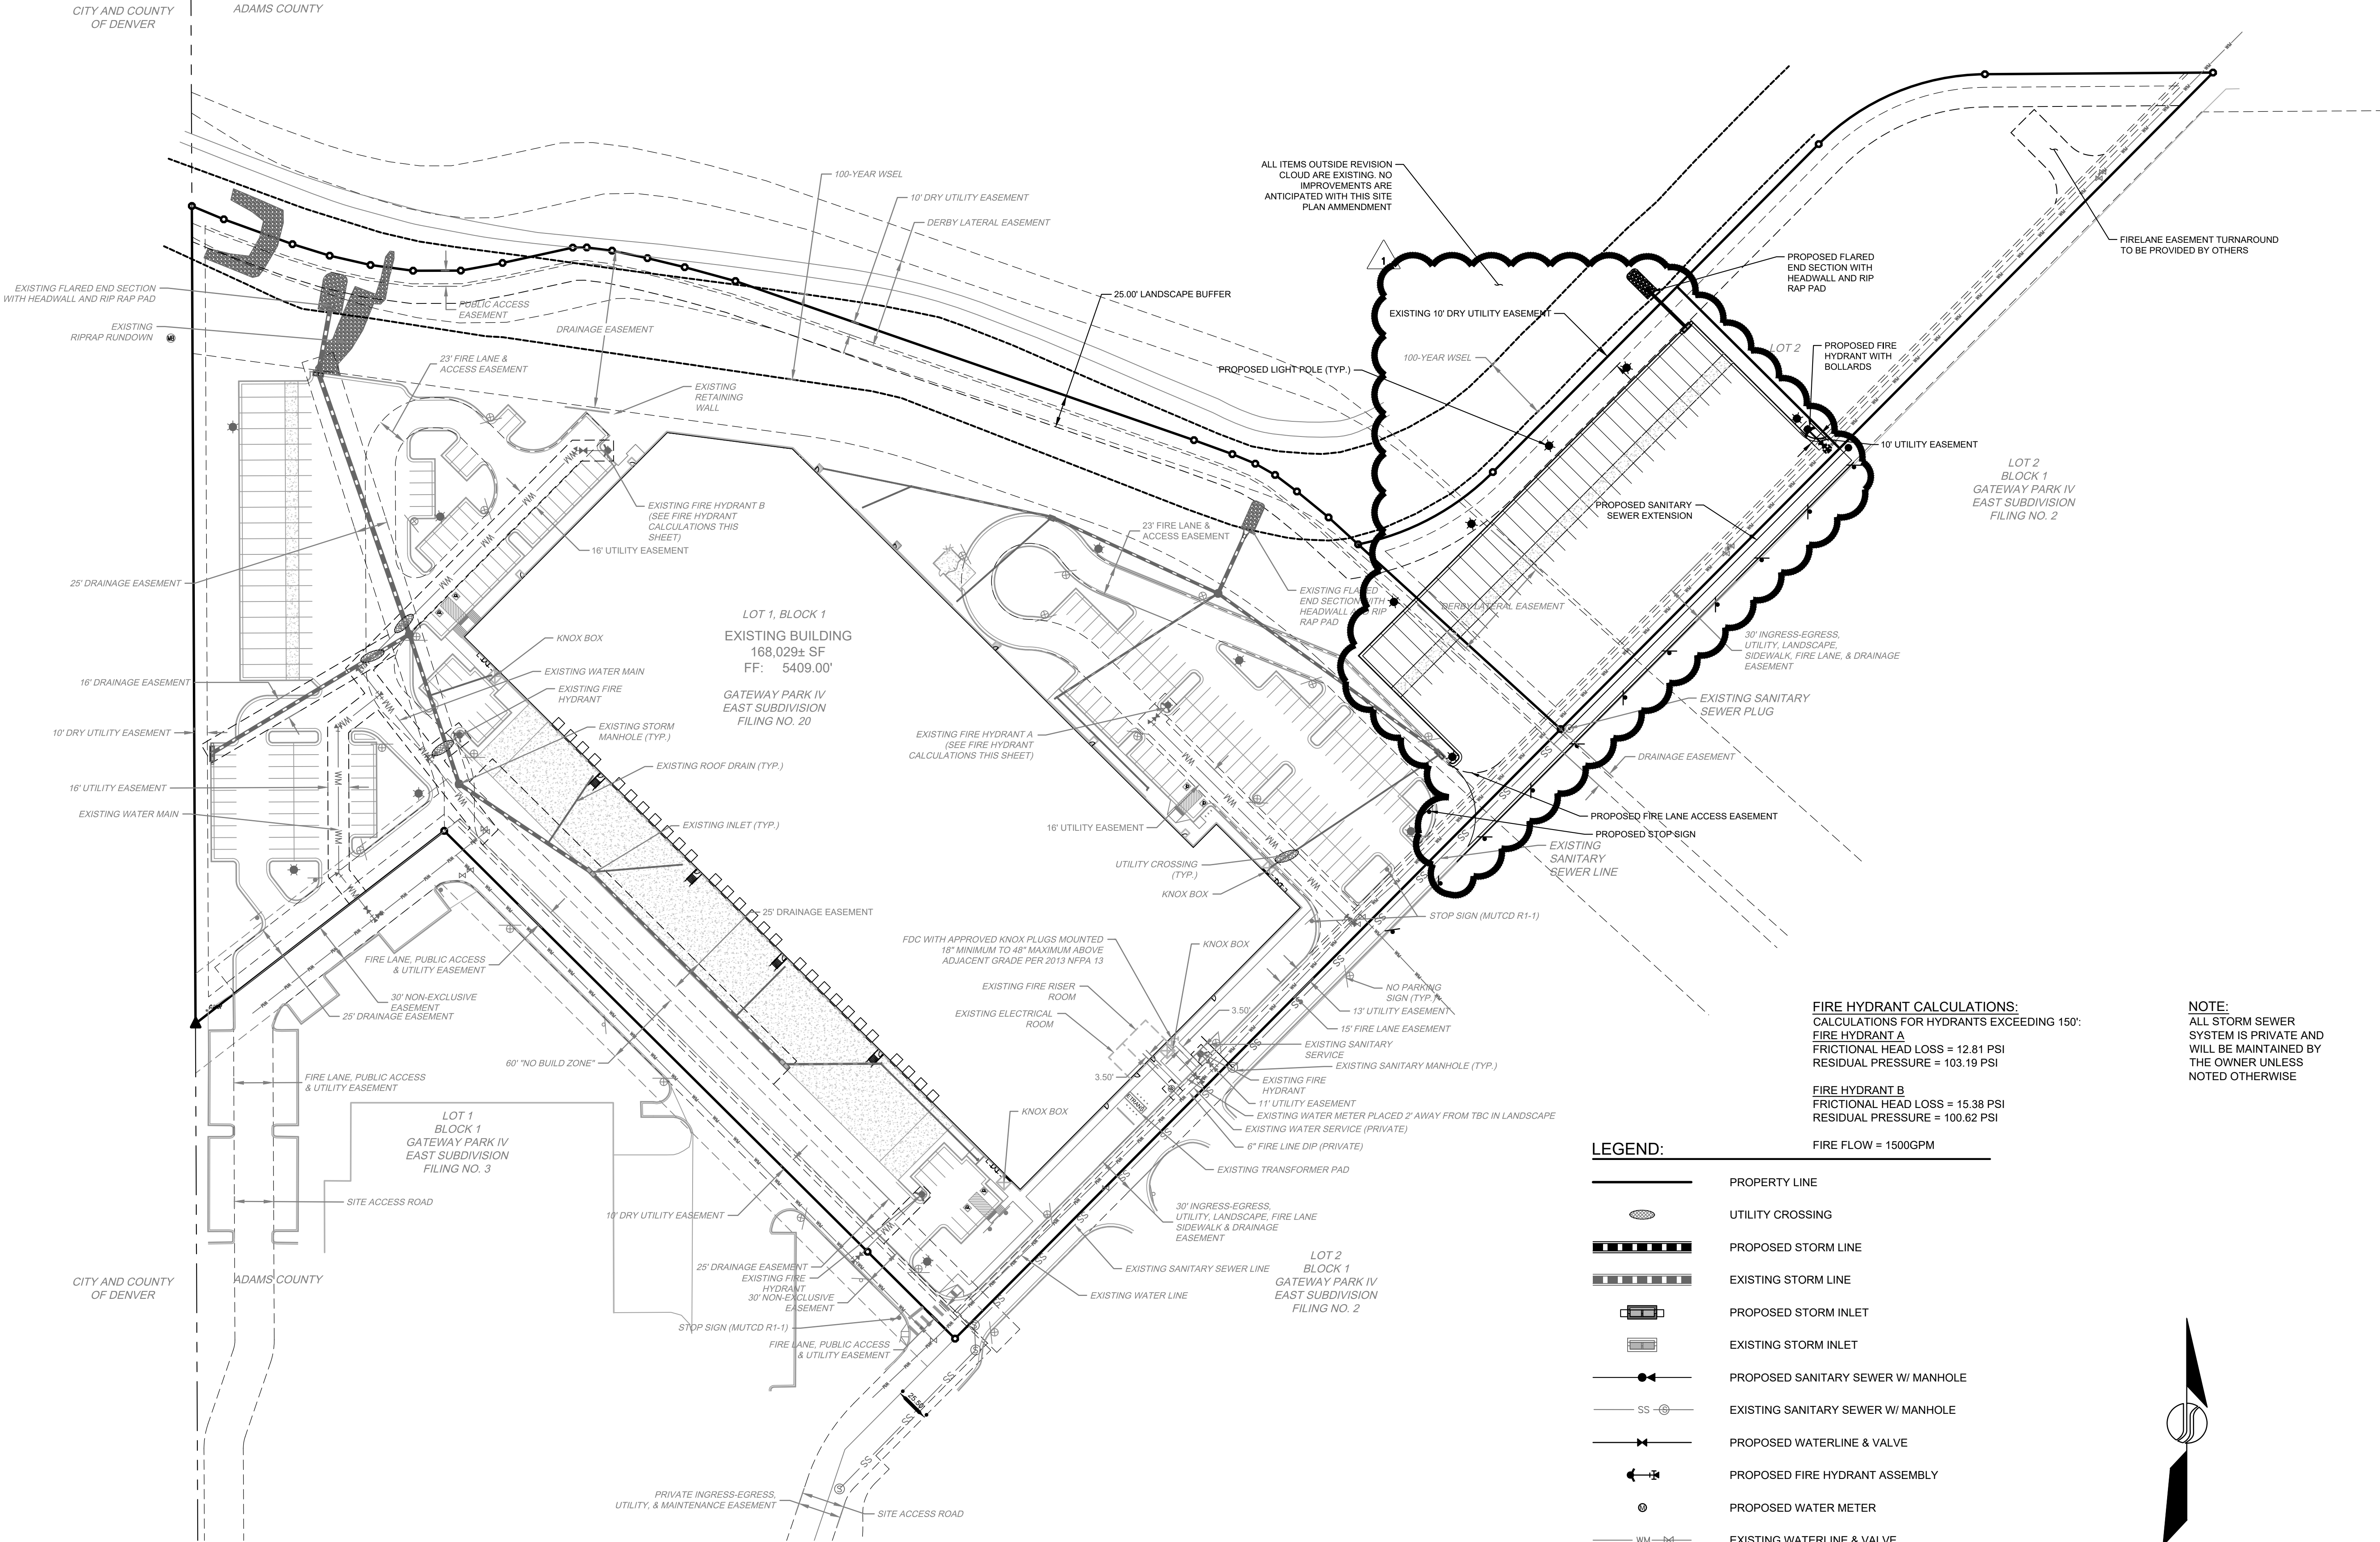 CITY AND COUNTY
OF DENVER
ADAMS COUNTY
100-YEAR WSEL
10' DRY UTILITY EASEMENT
DERBY LATERAL EASEMENT
ALL ITEMS OUTSIDE REVISION
CLOUD ARE EXISTING. NO
IMPROVEMENTS ARE
ANTICIPATED WITH THIS SITE
PLAN AMMENDMENT
1
PROPOSED FLARED
END SECTION WITH
HEADWALL AND RIP
RAP PAD
FIRELANE EASEMENT TURNAROUND
TO BE PROVIDED BY OTHERS
EXISTING FLARED END SECTION
WITH HEADWALL AND RIP RAP PAD
EXISTING
RIPRAP RUNDOWN
PUBLIC ACCESS
EASEMENT
DRAINAGE EASEMENT
25.00' LANDSCAPE BUFFER
EXISTING 10' DRY UTILITY EASEMENT
100-YEAR WSEL
PROPOSED LIGHT POLE (TYP.)
LOT 2
PROPOSED FIRE
HYDRANT WITH
BOLLARDS
10' UTILITY EASEMENT
23' FIRE LANE &
ACCESS EASEMENT
EXISTING
RETAINING
WALL
EXISTING FIRE HYDRANT B
(SEE FIRE HYDRANT
CALCULATIONS THIS
SHEET)
16' UTILITY EASEMENT
23' FIRE LANE &
ACCESS EASEMENT
PROPOSED SANITARY
SEWER EXTENSION
LOT 2
BLOCK 1
GATEWAY PARK IV
EAST SUBDIVISION
FILING NO. 2
25' DRAINAGE EASEMENT
LOT 1, BLOCK 1
EXISTING BUILDING
168,029± SF
FF: 5409.00'
GATEWAY PARK IV
EAST SUBDIVISION
FILING NO. 20
EXISTING FLARED
END SECTION WITH
HEADWALL AND RIP
RAP PAD
DERBY LATERAL EASEMENT
30' INGRESS-EGRESS,
UTILITY, LANDSCAPE,
SIDEWALK, FIRE LANE, & DRAINAGE
EASEMENT
KNOX BOX
EXISTING WATER MAIN
EXISTING FIRE
HYDRANT
16' DRAINAGE EASEMENT
EXISTING STORM
MANHOLE (TYP.)
10' DRY UTILITY EASEMENT
EXISTING SANITARY
SEWER PLUG
EXISTING FIRE HYDRANT A
(SEE FIRE HYDRANT
CALCULATIONS THIS SHEET)
DRAINAGE EASEMENT
EXISTING ROOF DRAIN (TYP.)
16' UTILITY EASEMENT
EXISTING WATER MAIN
EXISTING INLET (TYP.)
16' UTILITY EASEMENT
PROPOSED FIRE LANE ACCESS EASEMENT
PROPOSED STOP SIGN
EXISTING
SANITARY
SEWER LINE
UTILITY CROSSING
(TYP.)
KNOX BOX
STOP SIGN (MUTCD R1-1)
25' DRAINAGE EASEMENT
FDC WITH APPROVED KNOX PLUGS MOUNTED
18" MINIMUM TO 48" MAXIMUM ABOVE
ADJACENT GRADE PER 2013 NFPA 13
KNOX BOX
FIRE LANE, PUBLIC ACCESS
& UTILITY EASEMENT
30' NON-EXCLUSIVE
EASEMENT
25' DRAINAGE EASEMENT
EXISTING FIRE RISER
ROOM
EXISTING ELECTRICAL
ROOM
NO PARKING
SIGN (TYP.)
3.50'
13' UTILITY EASEMENT
15' FIRE LANE EASEMENT
EXISTING SANITARY
SERVICE
EXISTING SANITARY MANHOLE (TYP.)
60' "NO BUILD ZONE"
3.50'
EXISTING FIRE
HYDRANT
11' UTILITY EASEMENT
EXISTING WATER METER PLACED 2' AWAY FROM TBC IN LANDSCAPE
EXISTING WATER SERVICE (PRIVATE)
6" FIRE LINE DIP (PRIVATE)
EXISTING TRANSFORMER PAD
FIRE LANE, PUBLIC ACCESS
& UTILITY EASEMENT
KNOX BOX
ETRANS
LOT 1
BLOCK 1
GATEWAY PARK IV
EAST SUBDIVISION
FILING NO. 3
SITE ACCESS ROAD
10' DRY UTILITY EASEMENT
30' INGRESS-EGRESS,
UTILITY, LANDSCAPE, FIRE LANE
SIDEWALK & DRAINAGE
EASEMENT
25' DRAINAGE EASEMENT
EXISTING FIRE
HYDRANT
30' NON-EXCLUSIVE
EASEMENT
EXISTING SANITARY SEWER LINE
EXISTING WATER LINE
LOT 2
BLOCK 1
GATEWAY PARK IV
EAST SUBDIVISION
FILING NO. 2
CITY AND COUNTY
OF DENVER
ADAMS COUNTY
STOP SIGN (MUTCD R1-1)
FIRE LANE, PUBLIC ACCESS
& UTILITY EASEMENT
25.50'
PRIVATE INGRESS-EGRESS,
UTILITY, & MAINTENANCE EASEMENT
SITE ACCESS ROAD
FIRE HYDRANT CALCULATIONS:
CALCULATIONS FOR HYDRANTS EXCEEDING 150':
FIRE HYDRANT A
FRICTIONAL HEAD LOSS = 12.81 PSI
RESIDUAL PRESSURE = 103.19 PSI
FIRE HYDRANT B
FRICTIONAL HEAD LOSS = 15.38 PSI
RESIDUAL PRESSURE = 100.62 PSI
FIRE FLOW = 1500GPM
NOTE:
ALL STORM SEWER
SYSTEM IS PRIVATE AND
WILL BE MAINTAINED BY
THE OWNER UNLESS
NOTED OTHERWISE
LEGEND:
PROPERTY LINE
UTILITY CROSSING
PROPOSED STORM LINE
EXISTING STORM LINE
PROPOSED STORM INLET
EXISTING STORM INLET
PROPOSED SANITARY SEWER W/ MANHOLE
SS S EXISTING SANITARY SEWER W/ MANHOLE
PROPOSED WATERLINE & VALVE
PROPOSED FIRE HYDRANT ASSEMBLY
PROPOSED WATER METER
WM EXISTING WATERLINE & VALVE